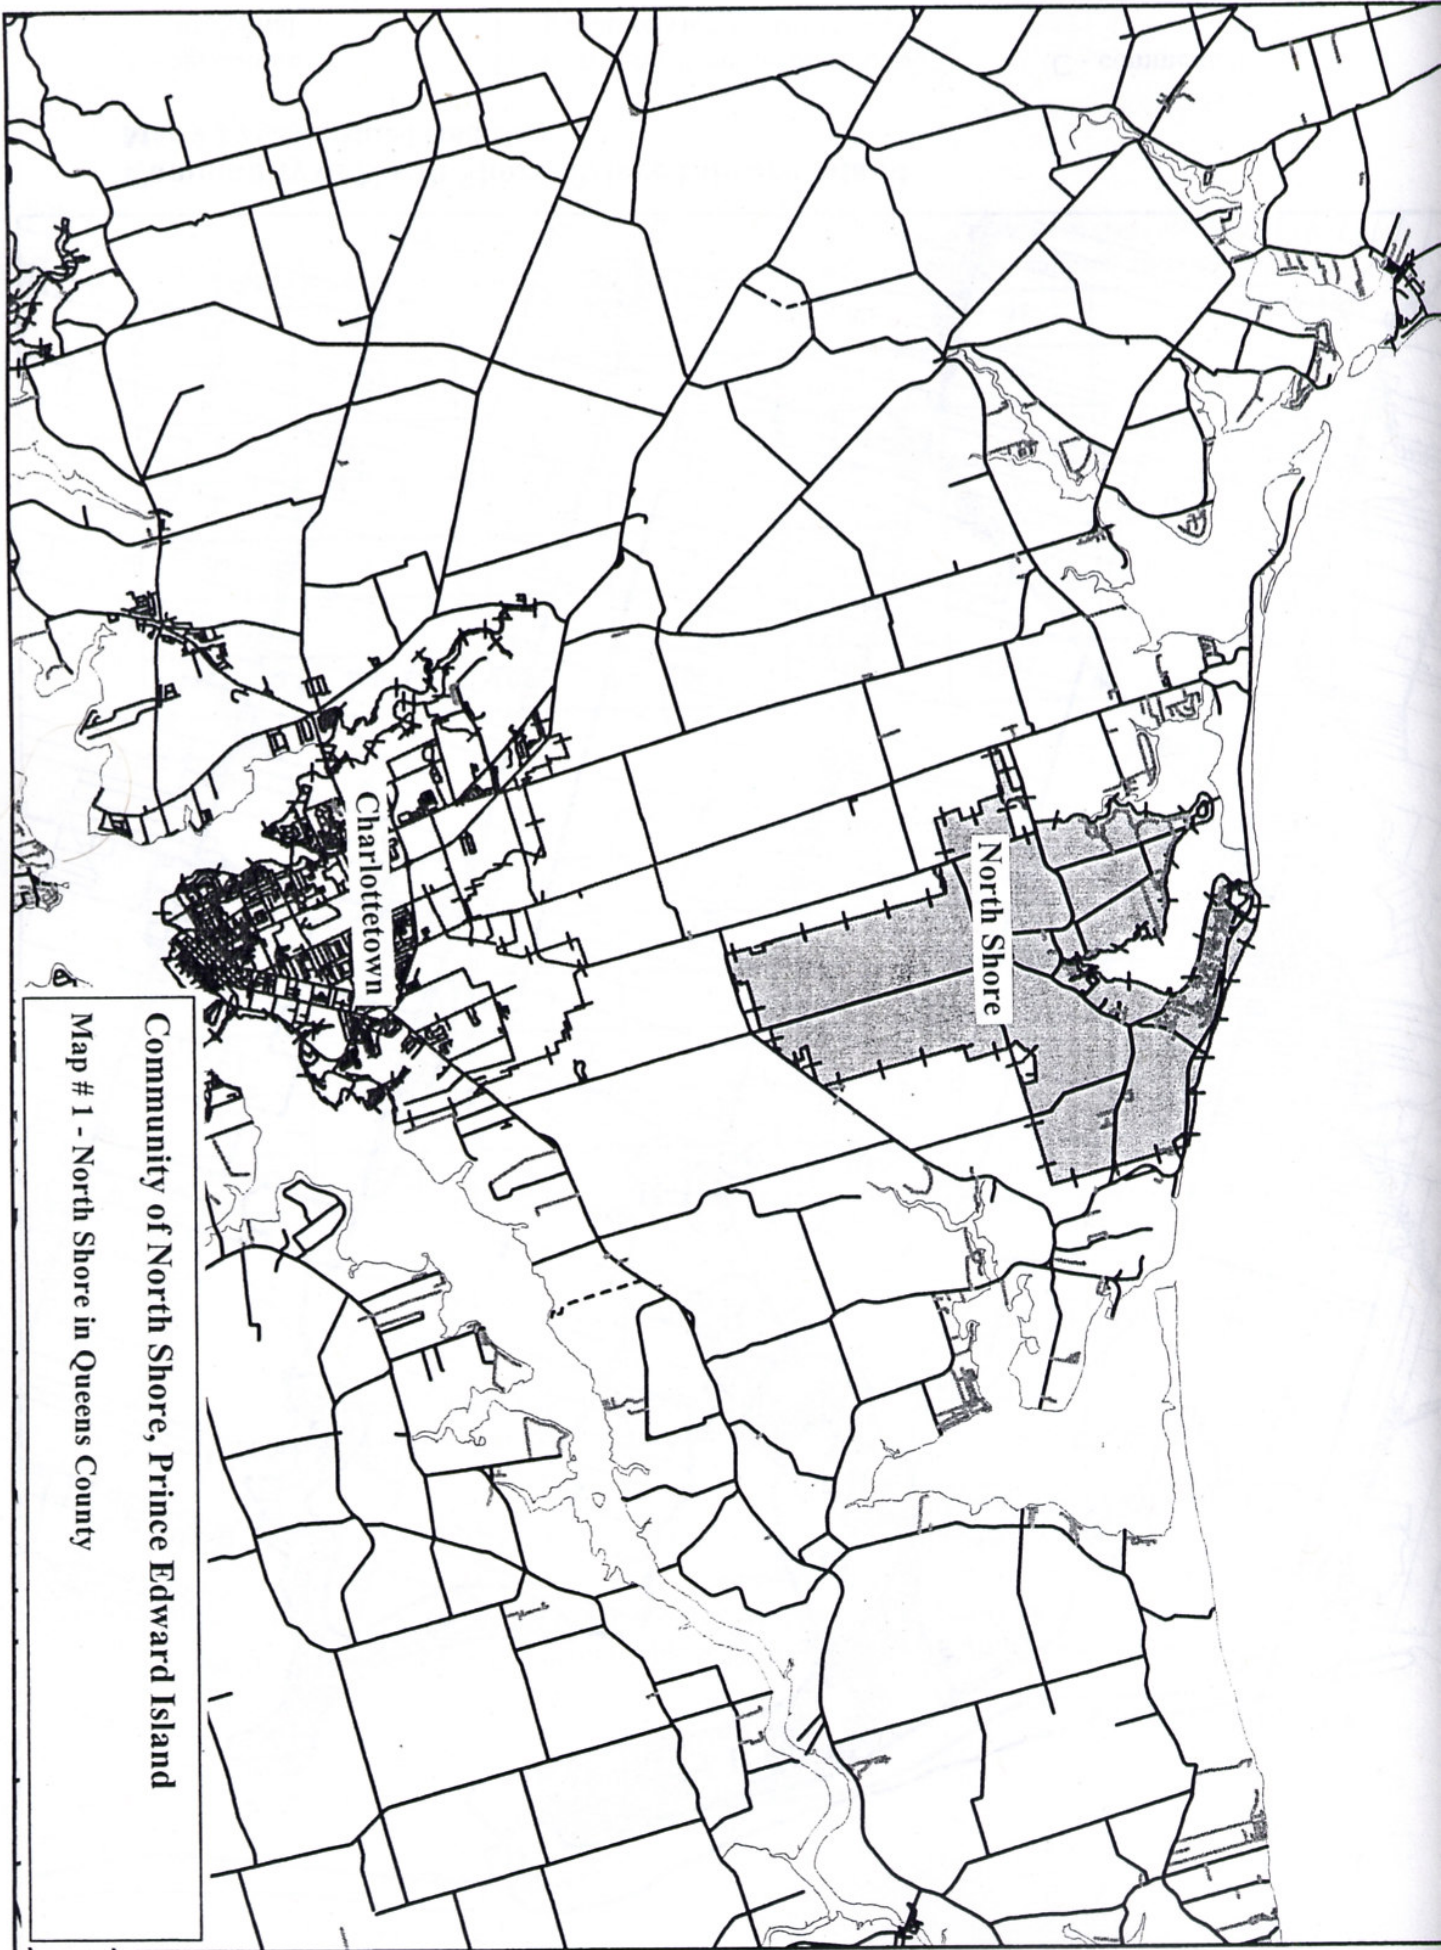 North Shore
Charlottetown
Community of North Shore, Prince Edward Island
Map # 1 - North Shore in Queens County